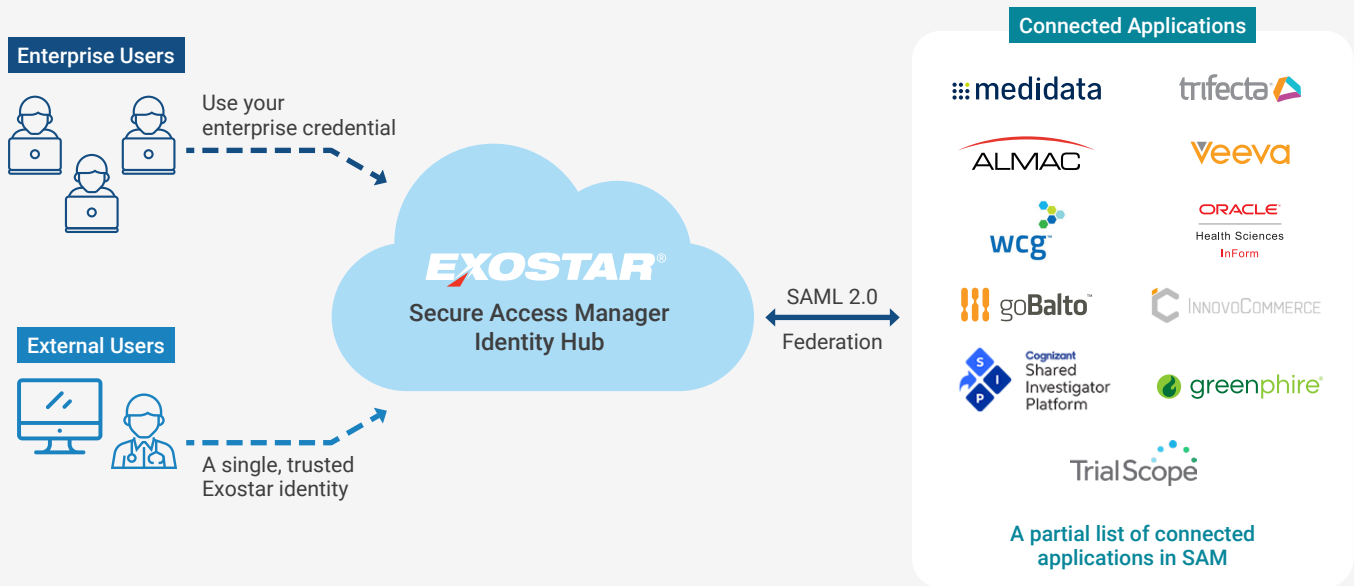 Enterprise Users
Use your
enterprise credential
External Users
A single, trusted
Exostar identity
EXOSTAR®
Secure Access Manager
Identity Hub
SAML 2.0
Federation
Connected Applications
medidata
trifecta
ALMAC
Veeva
wcg™
ORACLE®
Health Sciences
InForm
goBalto™
INNOVOCOMMERCE
S
I
P
Cognizant
Shared
Investigator
Platform
greenphire®
TrialScope
A partial list of connected
applications in SAM